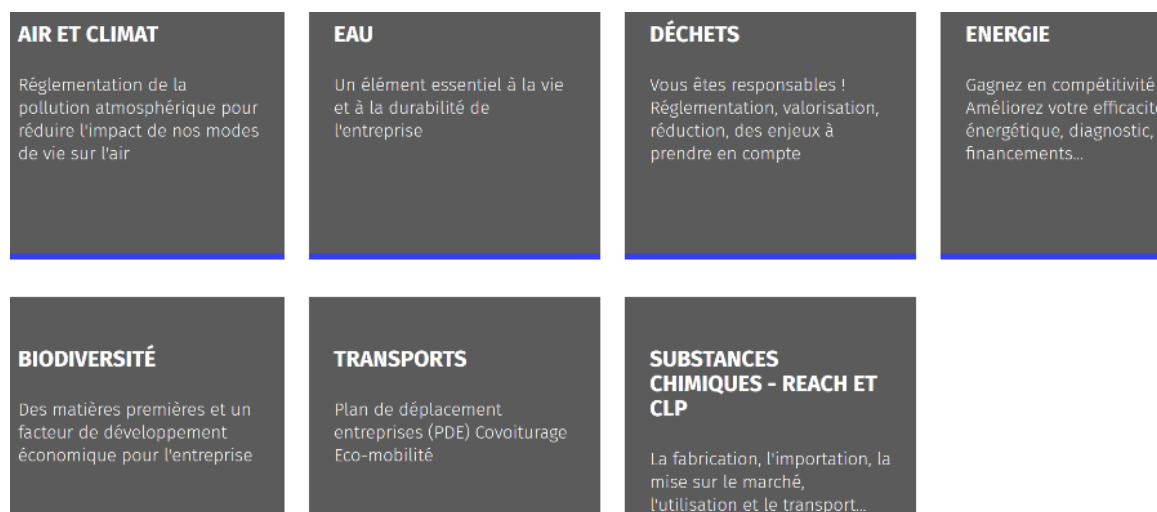 AIR ET CLIMAT
Réglementation de la
pollution atmosphérique pour
réduire l'impact de nos modes
de vie sur l'air
EAU
Un élément essentiel à la vie
et à la durabilité de
l'entreprise
DÉCHETS
Vous êtes responsables !
Réglementation, valorisation,
réduction, des enjeux à
prendre en compte
ENERGIE
Gagnez en compétitivité
Améliorez votre efficacité
énergétique, diagnostic,
financements...
BIODIVERSITÉ
Des matières premières et un
facteur de développement
économique pour l'entreprise
TRANSPORTS
Plan de déplacement
entreprises (PDE) Covoiturage
Eco-mobilité
SUBSTANCES
CHIMIQUES - REACH ET
CLP
La fabrication, l'importation, la
mise sur le marché,
l'utilisation et le transport...